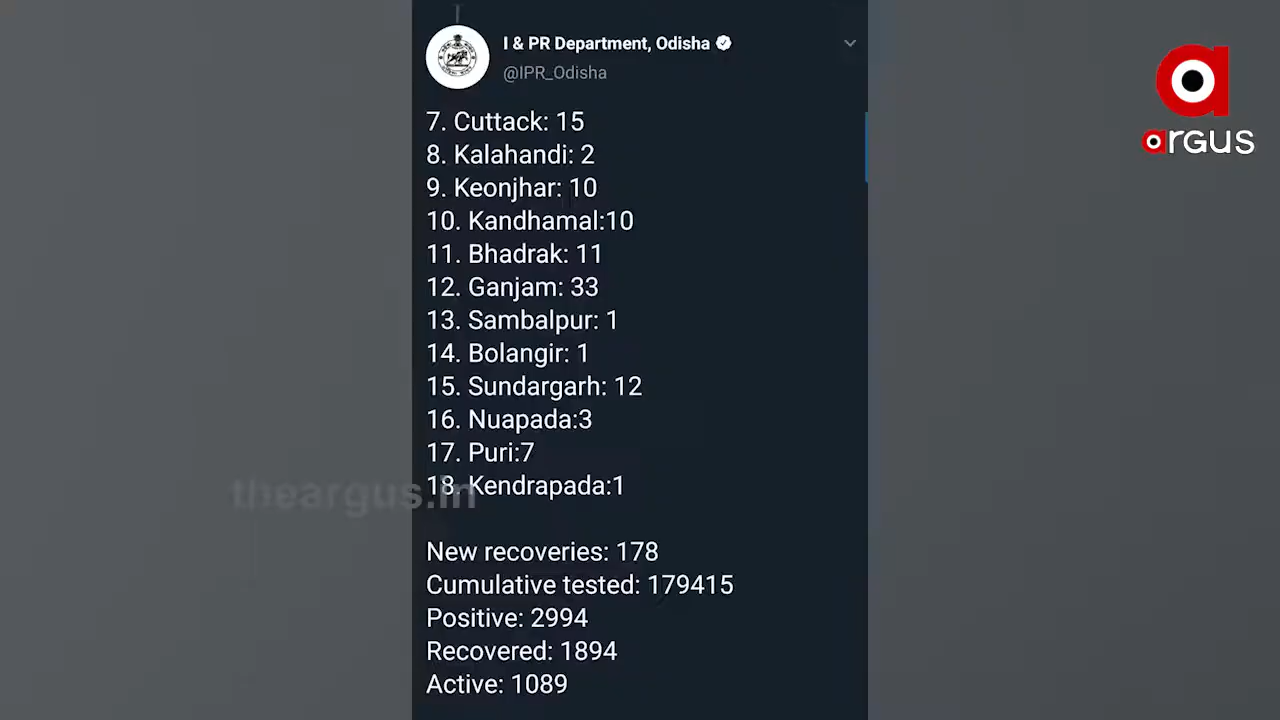 I & PR Department, Odisha
@IPR_Odisha
7. Cuttack: 15
8. Kalahandi: 2
9. Keonjhar: 10
10. Kandhamal:10
11. Bhadrak: 11
12. Ganjam: 33
13. Sambalpur: 1
14. Bolangir: 1
15. Sundargarh: 12
16. Nuapada:3
17. Puri:7
18. Kendrapada:1
New recoveries: 178
Cumulative tested: 179415
Positive: 2994
Recovered: 1894
Active: 1089
argus
theargus.in